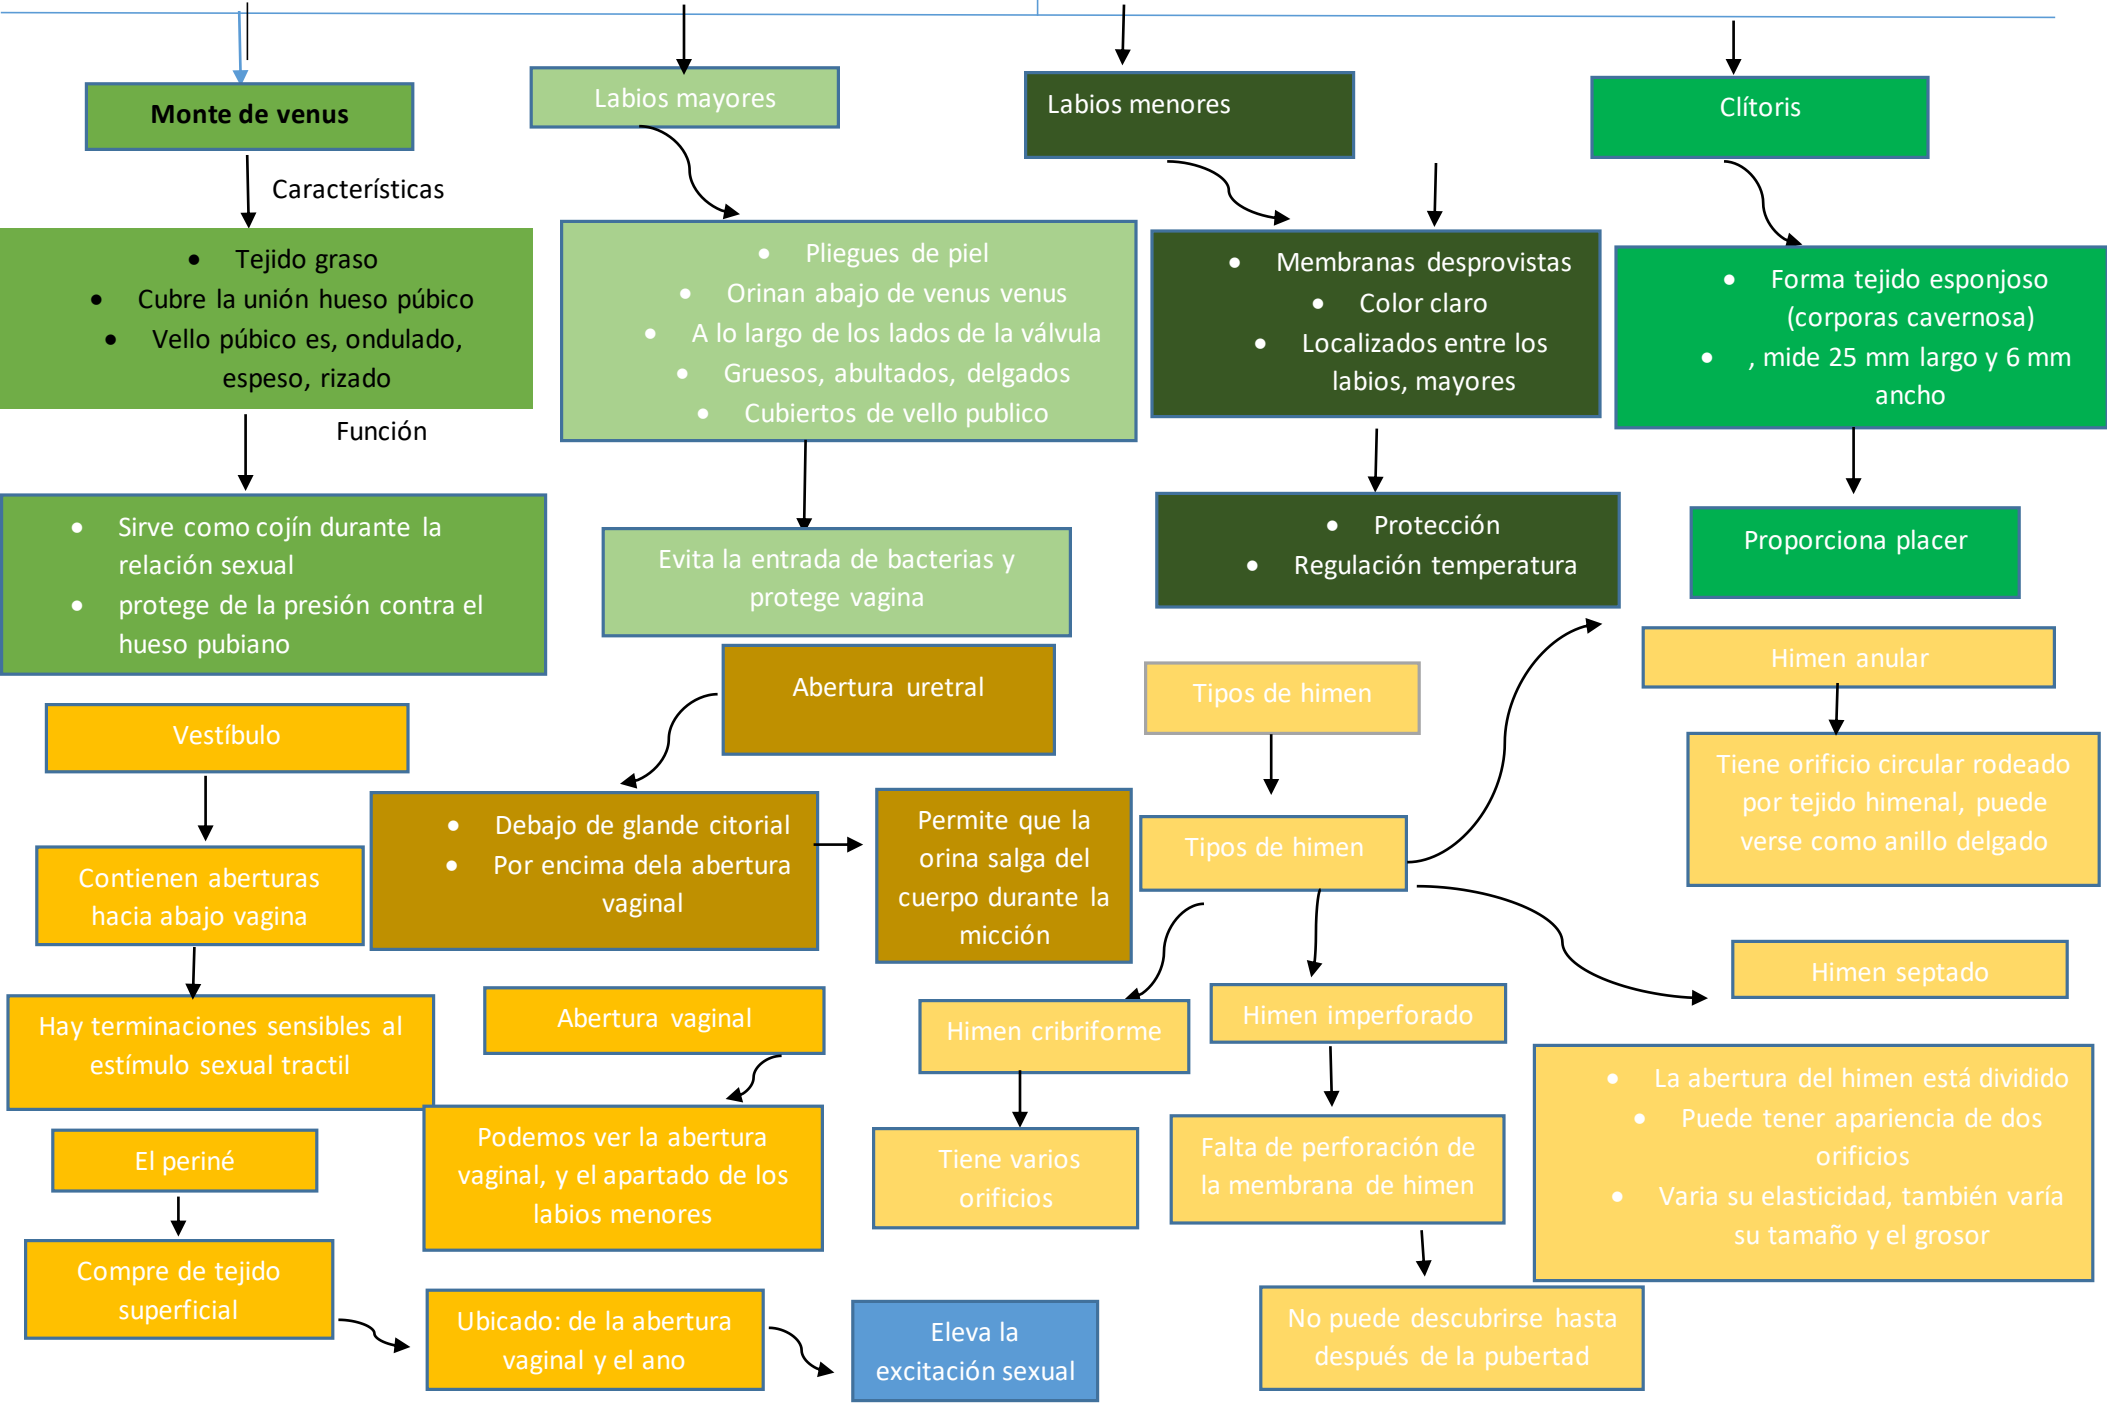 Monte de venus
Labios mayores
Labios menores
Clítoris
Característicias
• Tejido graso
• Cubre la unión hueso púbico
• Vello púbico es, ondulado,
espeso, rizado
• Pliegues de piel
• Orinan abajo de venus venus
• A lo largo de los lados de la válvula
• Gruesos, abultados, delgados
• Cubiertos de vello publico
• Membranas desprovistas
• Color claro
• Localizados entre los
labios, mayores
• Forma tejido esponjoso
(corporas cavernosa)
• , mide 25 mm largo y 6 mm
ancho
Función
• Sirve como cojín durante la
relación sexual
• protege de la presión contra el
hueso pubiano
Evita la entrada de bacterias y
protege vagina
• Protección
• Regulación temperatura
Proporciona placer
Vestíbulo
Abertura uretral
Tipos de himen
Himen anular
Contienen aberturas
hacia abajo vagina
• Debajo de glande citorial
• Por encima dela abertura
vaginal
Permite que la
orina salga del
cuerpo durante la
micción
Tipos de himen
Tiene orificio circular rodeado
por tejido himenal, puede
verse como anillo delgado
Hay terminaciones sensibles al
estímulo sexual tractil
Abertura vaginal
Himen cribriforme
Himen imperforado
Himen septado
El periné
Podemos ver la abertura
vaginal, y el apartado de los
labios menores
Tiene varios
orificios
Falta de perforación de
la membrana de himen
• La abertura del himen está dividido
• Puede tener apariencia de dos
orificios
• Varia su elasticidad, también varía
su tamaño y el grosor
Compre de tejido
superficial
Ubicado: de la abertura
vaginal y el ano
Eleva la
excitación sexual
No puede descubrirse hasta
después de la pubertad